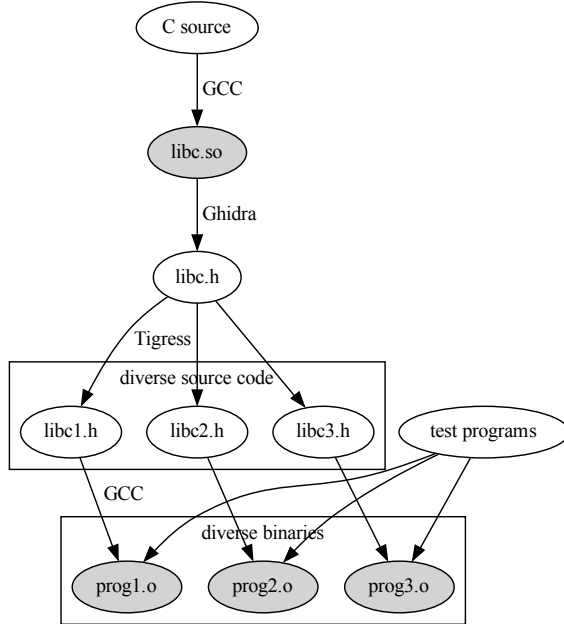 C source
GCC
libc.so
Ghidra
libc.h
Tigress
diverse source code
libc1.h
libc2.h
libc3.h
test programs
GCC
diverse binaries
prog1.o
prog2.o
prog3.o